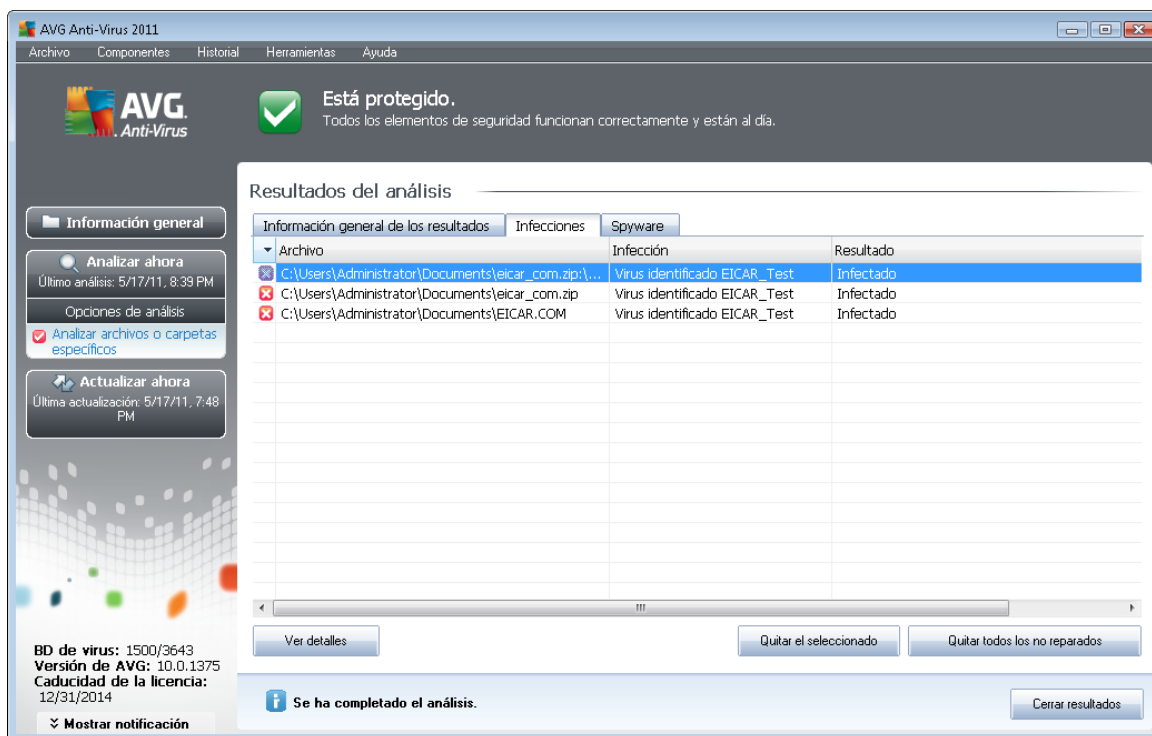 AVG Anti-Virus 2011
Archivo Componentes Historial Herramientas Ayuda
AVG.
Anti-Virus
Está protegido.
Todos los elementos de seguridad funcionan correctamente y están al día.
Información general
Analizar ahora
Último análisis: 5/17/11, 8:39 PM
Opciones de análisis
Analizar archivos o carpetas
específicos
Actualizar ahora
Última actualización: 5/17/11, 7:48
PM
BD de virus: 1500/3643
Versión de AVG: 10.0.1375
Caducidad de la licencia:
12/31/2014
Mostrar notificación
Resultados del análisis
Información general de los resultados Infecciones Spyware
Archivo Infección Resultado
C:\Users\Administrator\Documents\eicar_com.zip:\... Virus identificado EICAR_Test Infectado
C:\Users\Administrator\Documents\eicar_com.zip Virus identificado EICAR_Test Infectado
C:\Users\Administrator\Documents\EICAR.COM Virus identificado EICAR_Test Infectado
Ver detalles Quitar el seleccionado Quitar todos los no reparados
Se ha completado el análisis.
Cerrar resultados